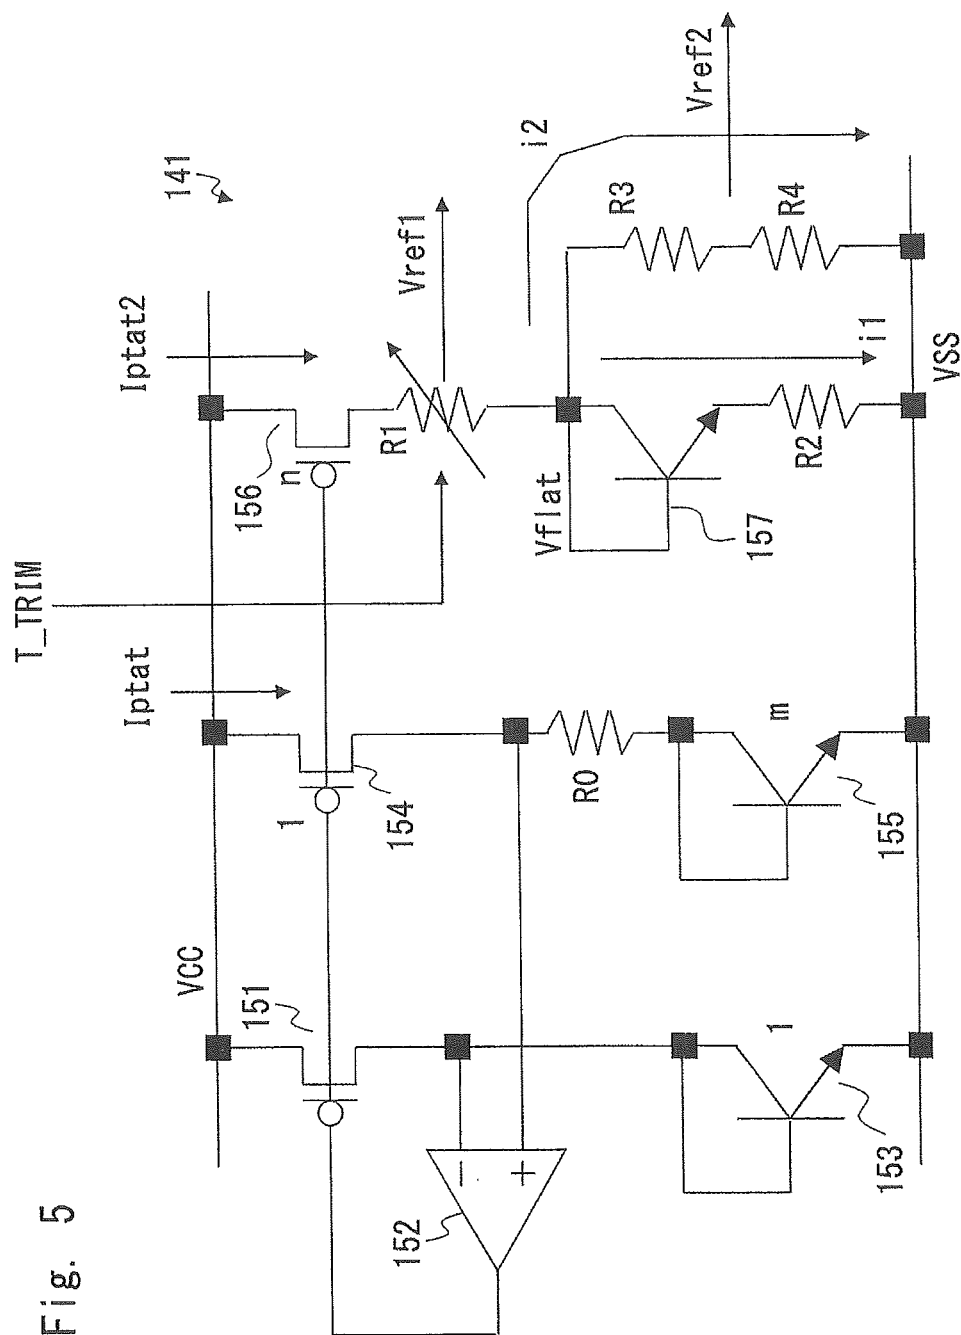 Fig. 5
T_TRIM
VCC
Iptat
Iptat2
141
151
1
154
156
n
R1
Vref1
i2
Vref2
152
-
+
R0
Vflat
R3
R4
153
1
155
m
157
R2
i1
VSS